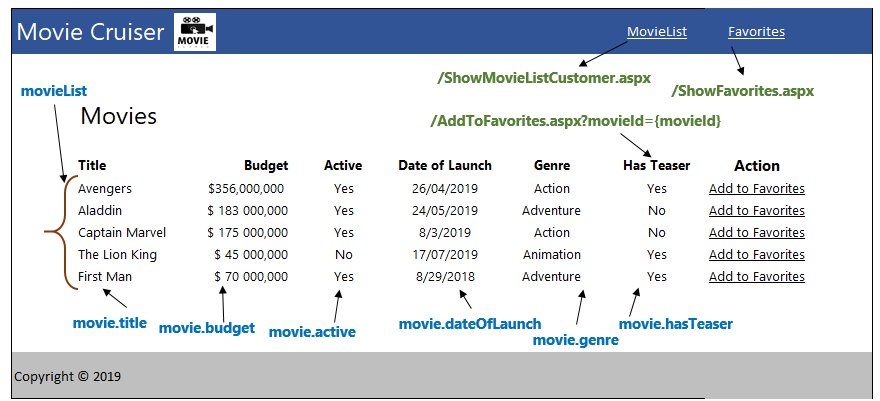 Movie Cruiser
MOVIE
MovieList Favorites
/ShowMovieListCustomer.aspx
movieList
/ShowFavorites.aspx
Movies
/AddToFavorites.aspx?movieId={movieId}
Title Budget Active Date of Launch Genre Has Teaser Action
Avengers $356,000,000 Yes 26/04/2019 Action Yes Add to Favorites
Aladdin $ 183 000,000 Yes 24/05/2019 Adventure No Add to Favorites
Captain Marvel $ 175 000,000 Yes 8/3/2019 Action No Add to Favorites
The Lion King $ 45 000,000 No 17/07/2019 Animation Yes Add to Favorites
First Man $ 70 000,000 Yes 8/29/2018 Adventure Yes Add to Favorites
movie.title movie.budget movie.active movie.dateOfLaunch movie.genre movie.hasTeaser
Copyright © 2019